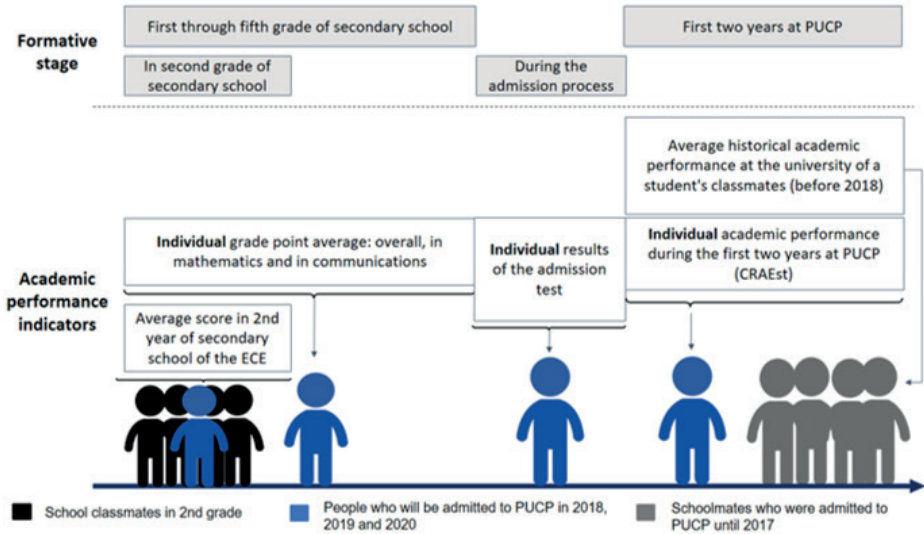 First through fifth grade of secondary school
First two years at PUCP
Formative
stage
In second grade of
secondary school
During the
admission process
Average historical academic
performance at the university of a
student's classmates (before 2018)
Individual grade point average: overall, in
mathematics and in communications
Individual results
of the admission
test
Individual academic performance
during the first two years at PUCP
(CRAEst)
Academic
performance
indicators
Average score in 2nd
year of secondary
school of the ECE
School classmates in 2nd grade
People who will be admitted to PUCP in 2018,
2019 and 2020
Schoolmates who were admitted to
PUCP until 2017